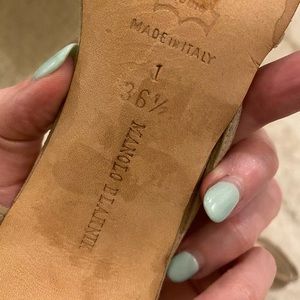 MADE IN ITALY
1
36½
MANOLO BLAHNIK